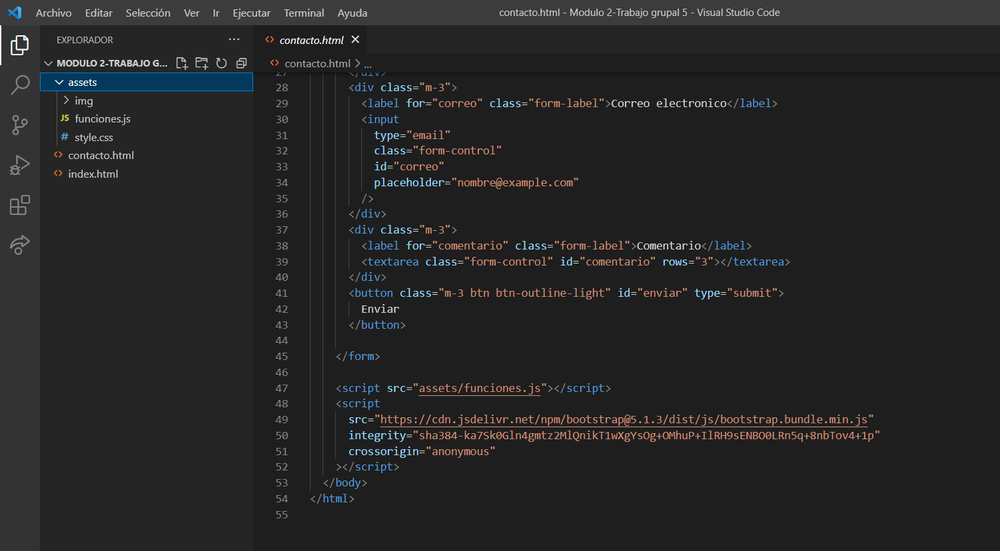 Archivo Editar Selección Ver Ir Ejecutar Terminal Ayuda
contacto.html - Modulo 2-Trabajo grupal 5 - Visual Studio Code
EXPLORADOR
MODULO 2-TRABAJO G...
assets
img
JS funciones.js
# style.css
<> contacto.html
<> index.html
<> contacto.html
<> contacto.html > ...
27 </div>
28 <div class="m-3">
29 <label for="correo" class="form-label">Correo electronico</label>
30 <input
31 type="email"
32 class="form-control"
33 id="correo"
34 placeholder="nombre@example.com"
35 />
36 </div>
37 <div class="m-3">
38 <label for="comentario" class="form-label">Comentario</label>
39 <textarea class="form-control" id="comentario" rows="3"></textarea>
40 </div>
41 <button class="m-3 btn btn-outline-light" id="enviar" type="submit">
42 Enviar
43 </button>
44
45 </form>
46
47 <script src="assets/funciones.js"></script>
48 <script
49 src="https://cdn.jsdelivr.net/npm/bootstrap@5.1.3/dist/js/bootstrap.bundle.min.js"
50 integrity="sha384-ka7Sk0Gln4gmtz2MlQnikT1wXgYsOg+OMhuP+IlRH9sENBO0LRn5q+8nbTov4+1p"
51 crossorigin="anonymous"
52 ></script>
53 </body>
54 </html>
55